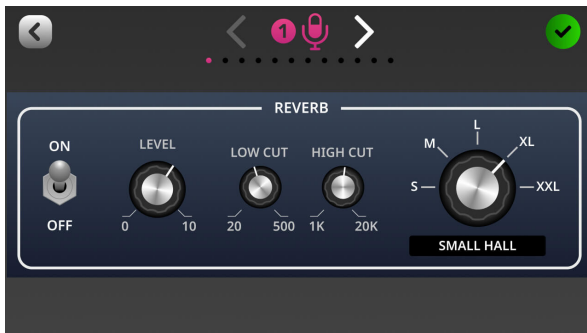 1
REVERB
ON
OFF
LEVEL
0 10
LOW CUT
20 500
HIGH CUT
1K 20K
S
M
L
XL
XXL
SMALL HALL